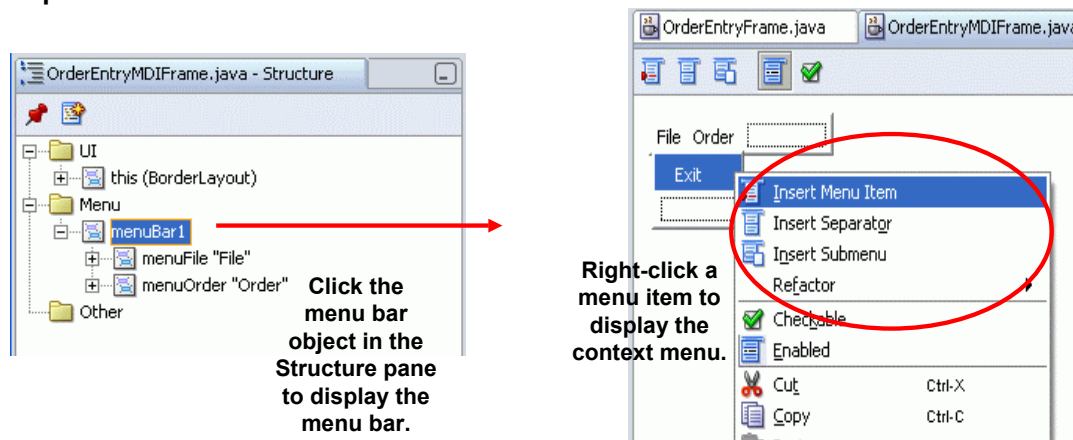 OrderEntryMDIFrame.java - Structure
UI
this (BorderLayout)
Menu
menuBar1
menuFile "File"
menuOrder "Order"
Other
Click the
menu bar
object in the
Structure pane
to display the
menu bar.
OrderEntryFrame.java OrderEntryMDIFrame.java
File Order
Exit
Insert Menu Item
Insert Separator
Insert Submenu
Refactor
Checkable
Enabled
Cut Ctrl-X
Copy Ctrl-C
Right-click a
menu item to
display the
context menu.